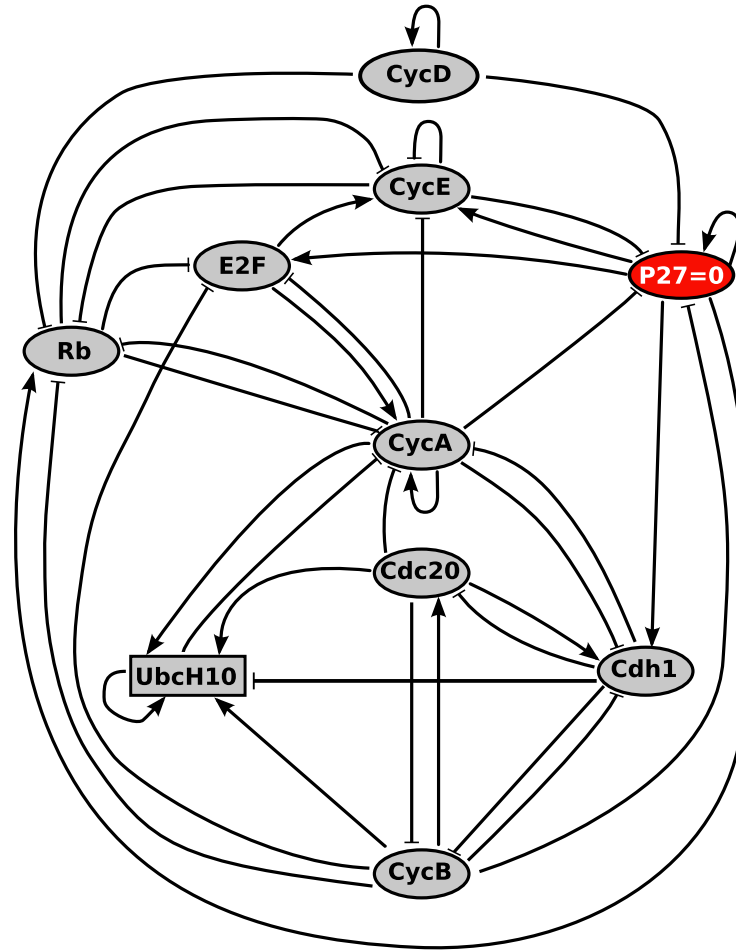 CycD
CycE
E2F
P27=0
Rb
CycA
Cdc20
UbcH10
Cdh1
CycB